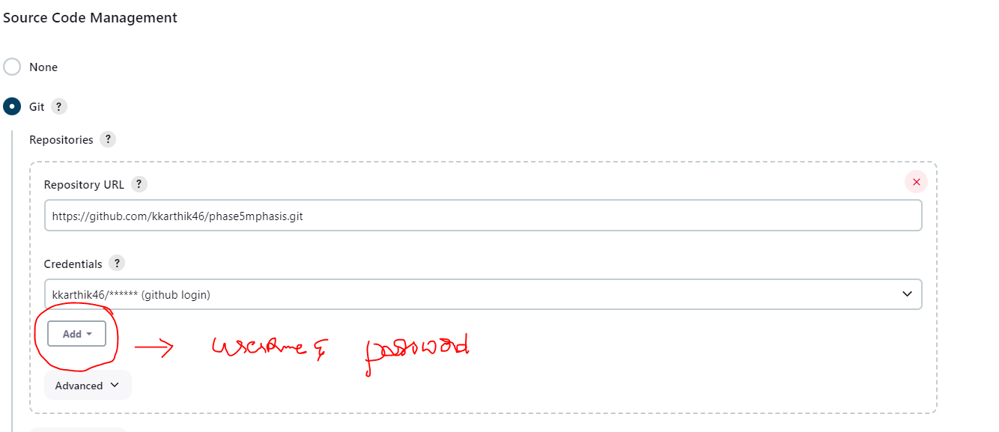 Source Code Management
None
Git ?
Repositories ?
Repository URL ?
https://github.com/kkarthik46/phase5mphasis.git
Credentials ?
kkarthik46/****** (github login)
Add
username & password
Advanced